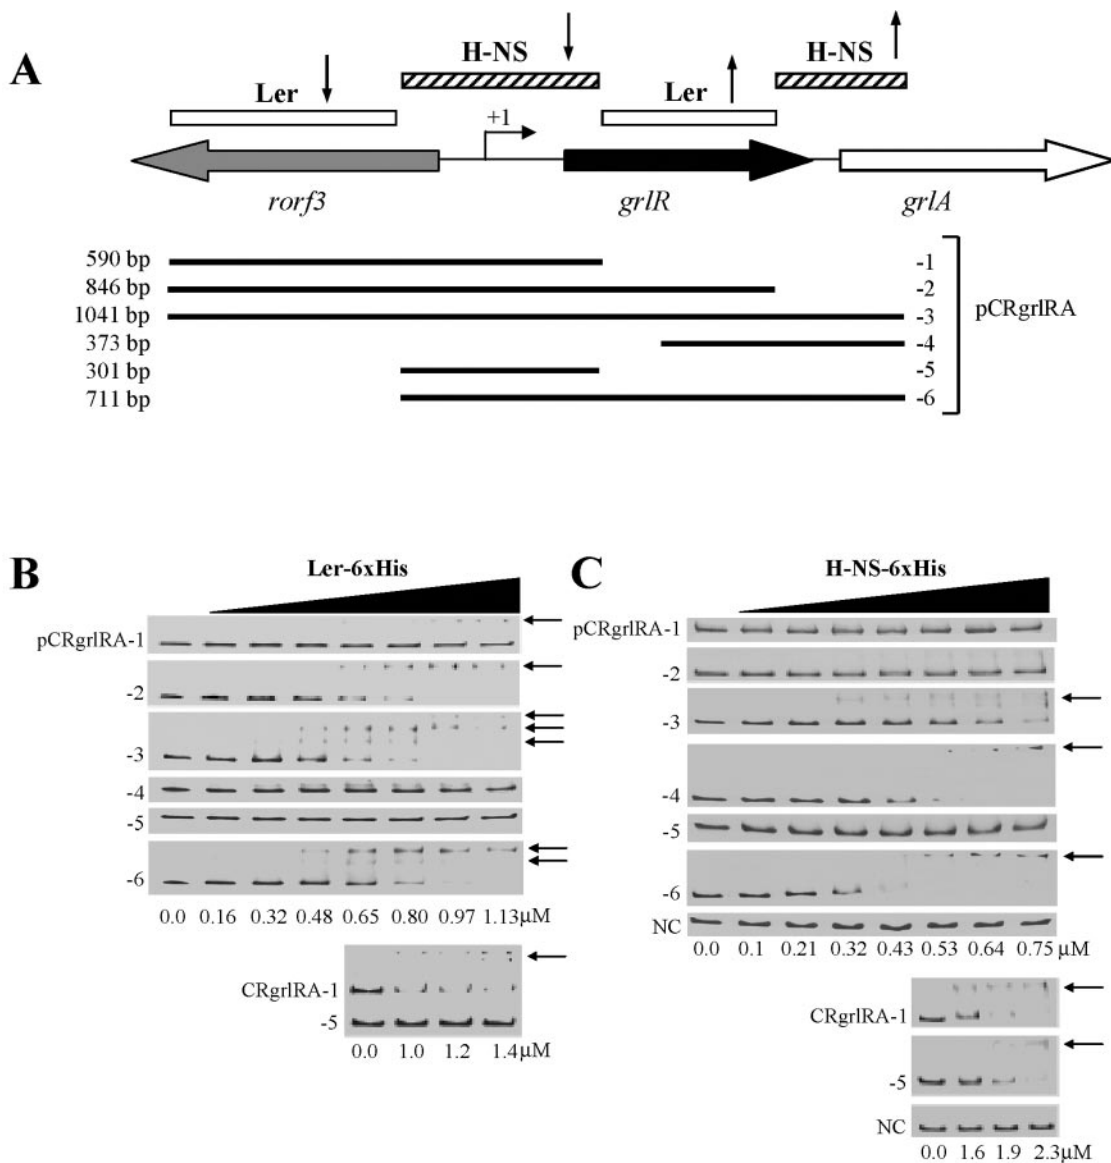 A
H-NS
H-NS
Ler
Ler
+1
rorf3
grlR
grlA
590 bp
-1
846 bp
-2
1041 bp
-3
373 bp
-4
301 bp
-5
711 bp
-6
pCRgrlRA
B
Ler-6xHis
pCRgrlRA-1
-2
-3
-4
-5
-6
0.0 0.16 0.32 0.48 0.65 0.80 0.97 1.13μM
CRgrlRA-1
-5
0.0 1.0 1.2 1.4μM
C
H-NS-6xHis
pCRgrlRA-1
-2
-3
-4
-5
-6
NC
0.0 0.1 0.21 0.32 0.43 0.53 0.64 0.75 μM
CRgrlRA-1
-5
NC
0.0 1.6 1.9 2.3μM